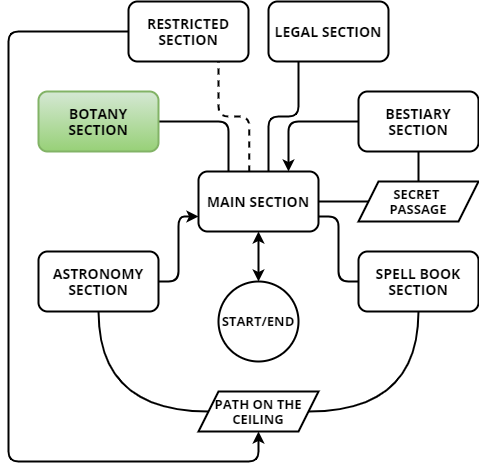 RESTRICTED
SECTION
LEGAL SECTION
BOTANY
SECTION
BESTIARY
SECTION
MAIN SECTION
SECRET
PASSAGE
ASTRONOMY
SECTION
SPELL BOOK
SECTION
START/END
PATH ON THE
CEILING